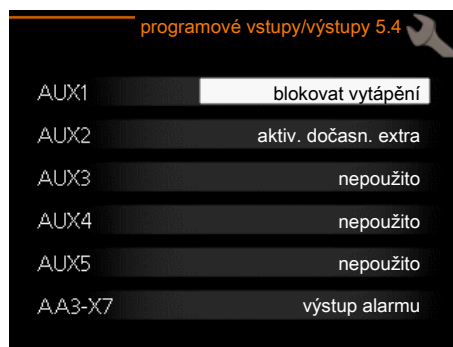 programové vstupy/výstupy 5.4
AUX1 blokovat vytápění
AUX2 aktiv. dočasn. extra
AUX3 nepoužito
AUX4 nepoužito
AUX5 nepoužito
AA3-X7 výstup alarmu